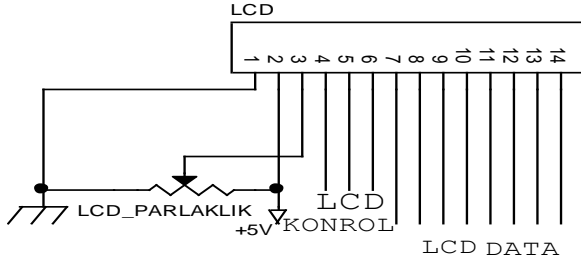 LCD
1 2 3 4 5 6 7 8 9 10 11 12 13 14
LCD_PARLAKLIK
+5V
LCD
KONROL
LCD DATA